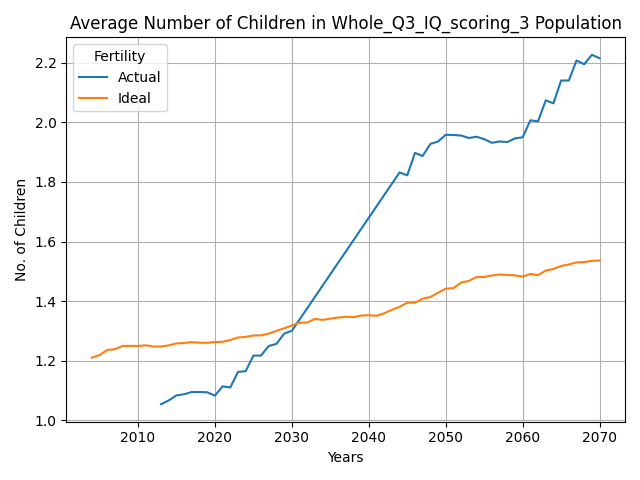 Average Number of Children in Whole_Q3_IQ_scoring_3 Population
Fertility
Actual
Ideal
No. of Children
2.2
2.0
1.8
1.6
1.4
1.2
1.0
2010 2020 2030 2040 2050 2060 2070
Years